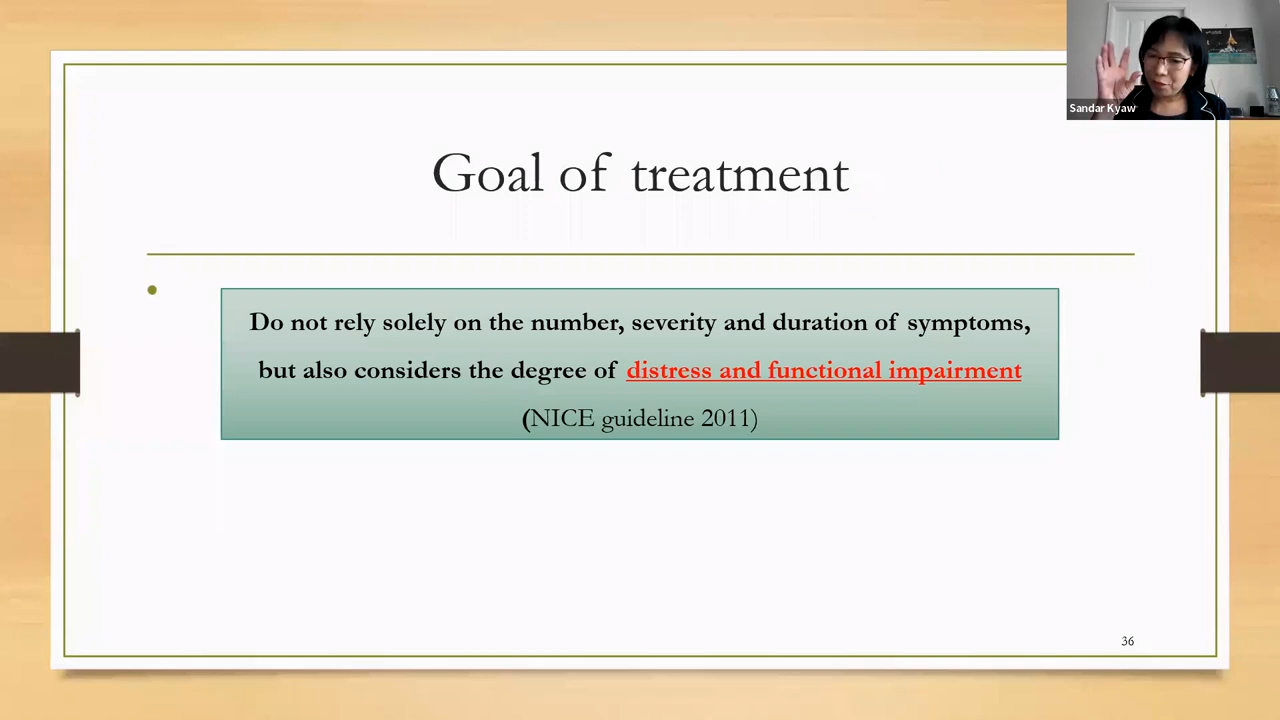 Sandar Kyaw
Goal of treatment
Do not rely solely on the number, severity and duration of symptoms,
but also considers the degree of distress and functional impairment
(NICE guideline 2011)
36